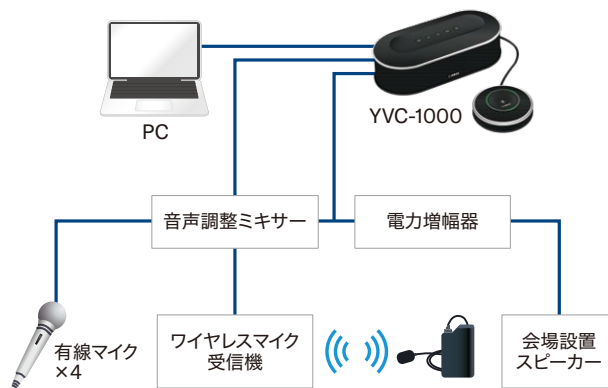 PC
YVC-1000
音声調整ミキサー
電力増幅器
有線マイク
×4
ワイヤレスマイク
受信機
会場設置
スピーカー